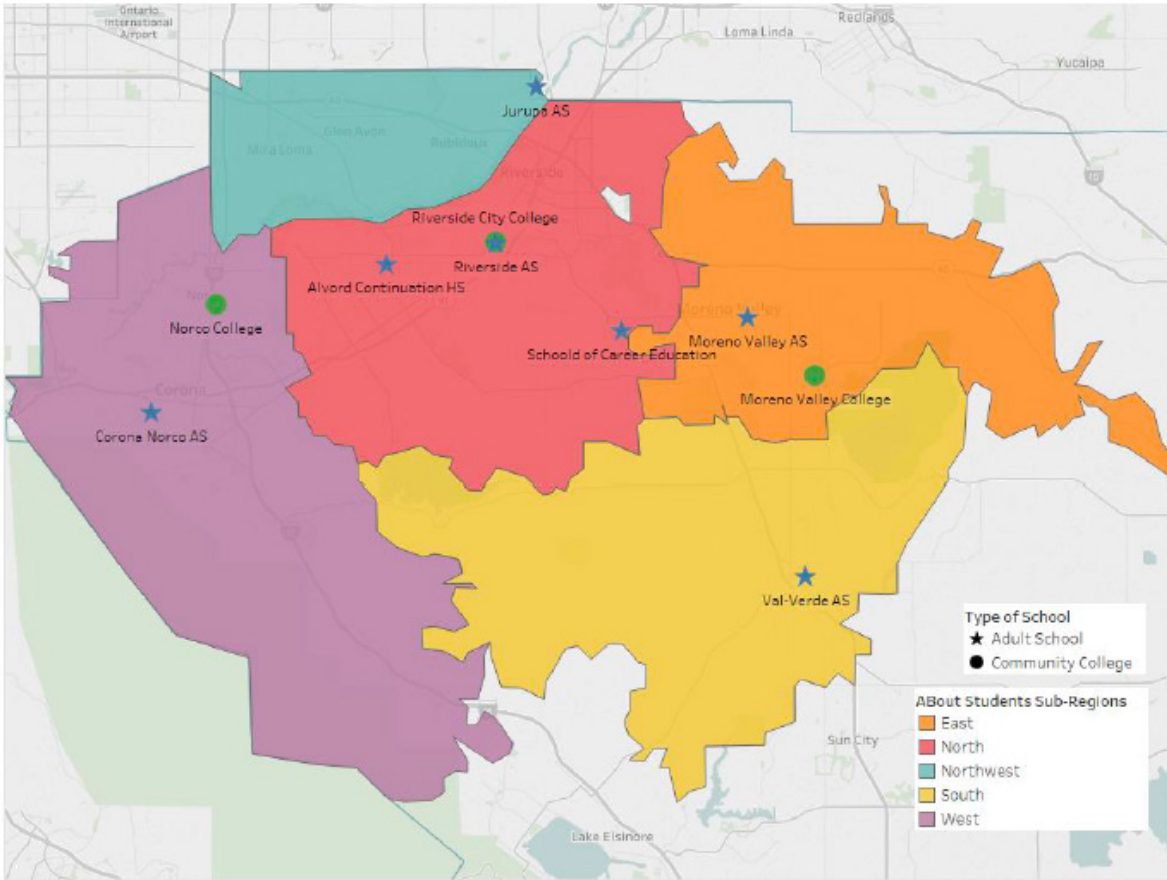 Ontario
International
Airport
Redlands
Loma Linda
Yucaipa
Jurupa AS
Glen Avon
Mira Loma
Rubidoux
Riverside
Riverside City College
Riverside AS
Alvord Continuation HS
Norco College
Moreno Valley
Moreno Valley AS
Schoold of Career Education
Moreno Valley College
Corona
Corona Norco AS
Val-Verde AS
Type of School
Adult School
Community College
ABout Students Sub-Regions
East
North
Northwest
South
West
Sun City
Lake Elsinore